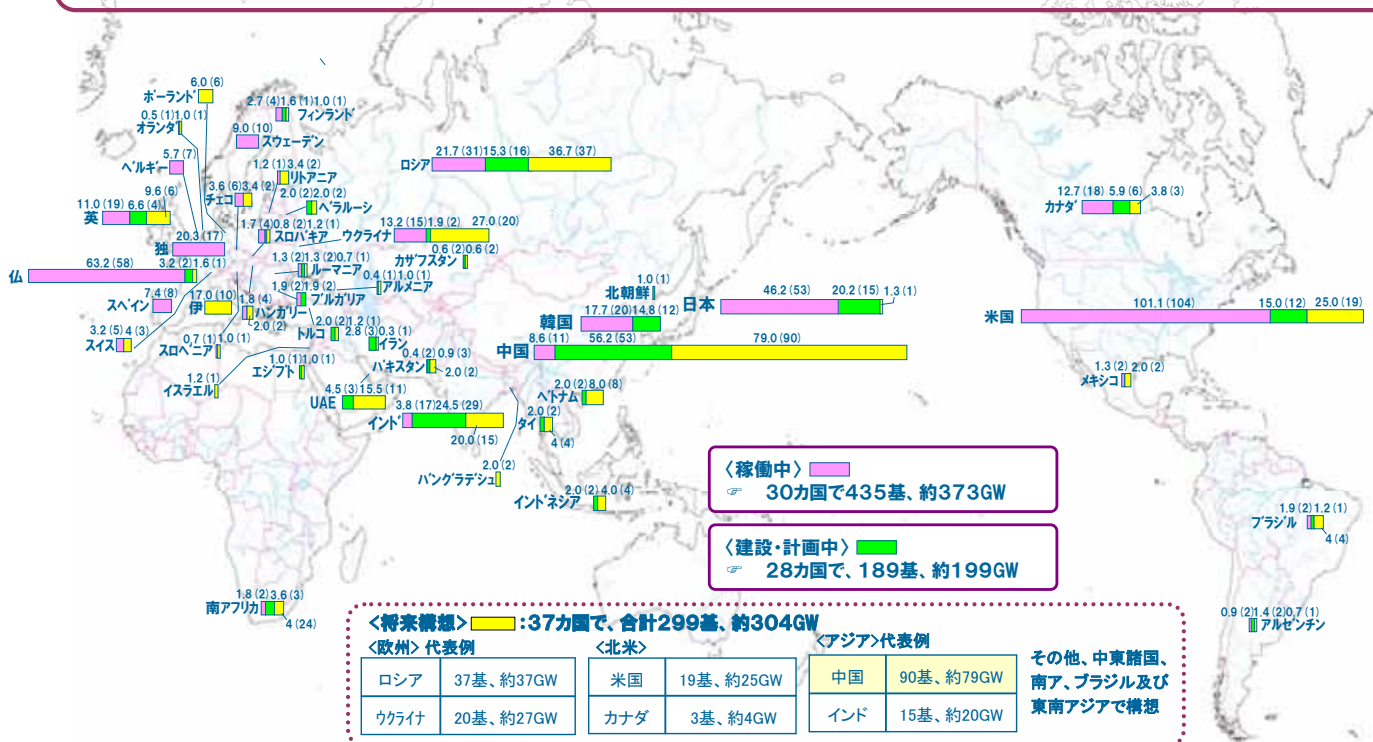 6.0 (6)
ポーランド
0.5 (1)1.0 (1)
オランダ
2.7 (4)1.6 (1)1.0 (1)
フィンランド
9.0 (10)
スウェーデン
5.7 (7)
ベルギー
1.2 (1)3.4 (2)
リトアニア
3.6 (6)3.4 (2)
チェコ
2.0 (2)2.0 (2)
ベラルーシ
9.6 (6)
11.0 (19) 6.6 (4)
英
1.7 (4)0.8 (2)1.2 (1)
スロバキア
20.3 (17)
独
13.2 (15)1.9 (2) 27.0 (20)
ウクライナ
21.7 (31)15.3 (16) 36.7 (37)
ロシア
63.2 (58) 3.2 (2)1.6 (1)
仏
1.3 (2)1.3 (2)0.7 (1)
ルーマニア
0.6 (2)0.6 (2)
カザフスタン
0.4 (1)1.0 (1)
アルメニア
1.9 (2)1.9 (2)
ブルガリア
7.4 (8)
スペイン
17.0 (10)
伊
1.8 (4)
ハンガリー
2.0 (2)
3.2 (5)4 (3)
スイス
0.7 (1)1.0 (1)
スロベニア
2.0 (2)1.2 (1)
トルコ
2.8 (3)0.3 (1)
イラン
1.0 (1)1.0 (1)
エジプト
1.2 (1)
イスラエル
0.4 (2)0.9 (3)
パキスタン
2.0 (2)
4.5 (3)15.5 (11)
UAE
3.8 (17)24.5 (29)
インド
20.0 (15)
2.0 (2)
バングラデシュ
1.0 (1)
北朝鮮
17.7 (20)14.8 (12)
韓国
46.2 (53) 20.2 (15) 1.3 (1)
日本
8.6 (11) 56.2 (53) 79.0 (90)
中国
2.0 (2)8.0 (8)
ベトナム
2.0 (2)
タイ
4 (4)
2.0 (2)4.0 (4)
インドネシア
12.7 (18) 5.9 (6) 3.8 (3)
カナダ
101.1 (104) 15.0 (12) 25.0 (19)
米国
1.3 (2) 2.0 (2)
メキシコ
1.9 (2)1.2 (1)
ブラジル
4 (4)
0.9 (2)1.4 (2)0.7 (1)
アルゼンチン
1.8 (2)3.6 (3)
南アフリカ
4 (24)
〈稼働中〉
☞ 30カ国で435基、約373GW
〈建設・計画中〉
☞ 28カ国で、189基、約199GW
<将来構想> :37カ国で、合計299基、約304GW
<欧州> 代表例
ロシア 37基、約37GW
ウクライナ 20基、約27GW
<北米>
米国 19基、約25GW
カナダ 3基、約4GW
<アジア>代表例
中国 90基、約79GW
インド 15基、約20GW
その他、中東諸国、
南ア、ブラジル及び
東南アジアで構想